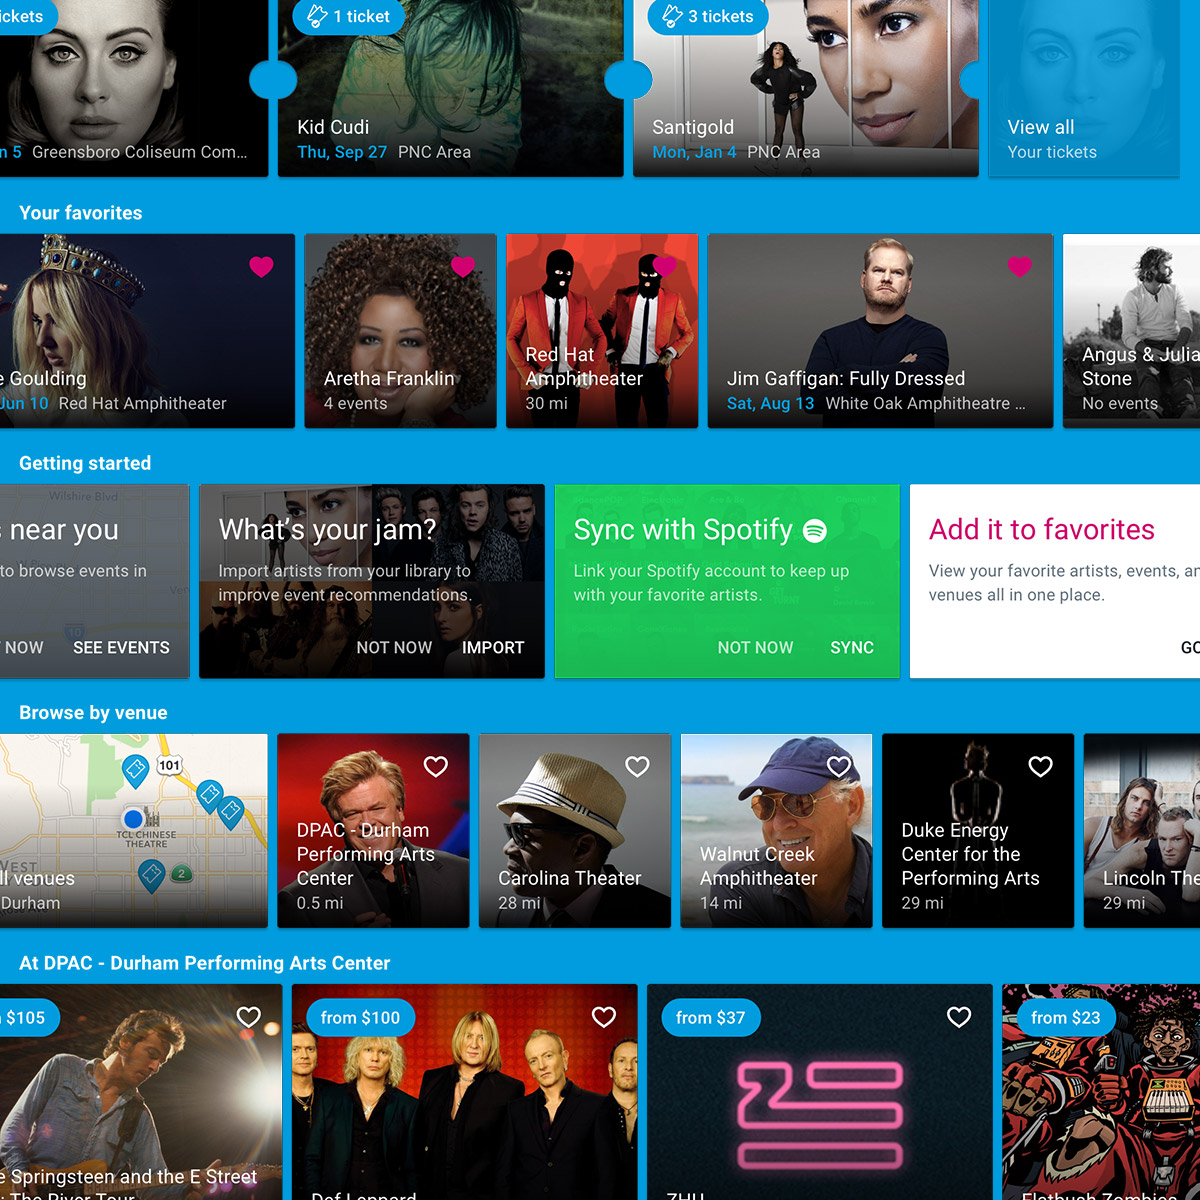 ickets
1 ticket
3 tickets
n 5 Greensboro Coliseum Com...
Kid Cudi
Thu, Sep 27 PNC Area
Santigold
Mon, Jan 4 PNC Area
View all
Your tickets
Your favorites
e Goulding
Jun 10 Red Hat Amphitheater
Aretha Franklin
4 events
Red Hat
Amphitheater
30 mi
Jim Gaffigan: Fully Dressed
Sat, Aug 13 White Oak Amphitheatre ...
Angus & Julia
Stone
No events
Getting started
Wilshire Blvd
s near you
to browse events in
10
NOW SEE EVENTS
What's your jam?
Import artists from your library to
improve event recommendations.
NOT NOW IMPORT
Sync with Spotify
Link your Spotify account to keep up
with your favorite artists.
NOT NOW SYNC
Add it to favorites
View your favorite artists, events, an
venues all in one place.
GO
Browse by venue
101
TCL CHINESE
THEATRE
WEST
2
ll venues
Durham
DPAC - Durham
Performing Arts
Center
0.5 mi
Carolina Theater
28 mi
Walnut Creek
Amphitheater
14 mi
Duke Energy
Center for the
Performing Arts
29 mi
Lincoln The
29 mi
At DPAC - Durham Performing Arts Center
$105
e Springsteen and the E Street
: The River Tour
from $100
Def Leppard
from $37
ZHU
from $23
Flatbush Zombies